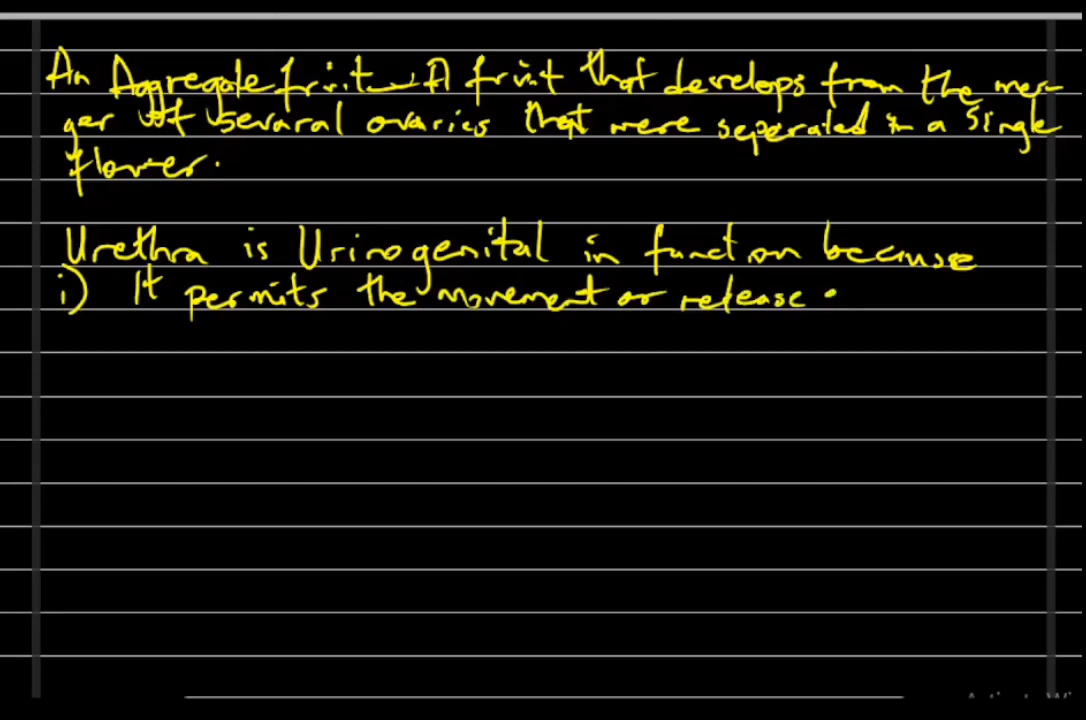 An Aggregate fruit → A fruit that develops from the mer-
ger of sevaral ovaries that were seperated in a single
flower.
Urethra is Urinogenital in function because
i) It permits the movement or release